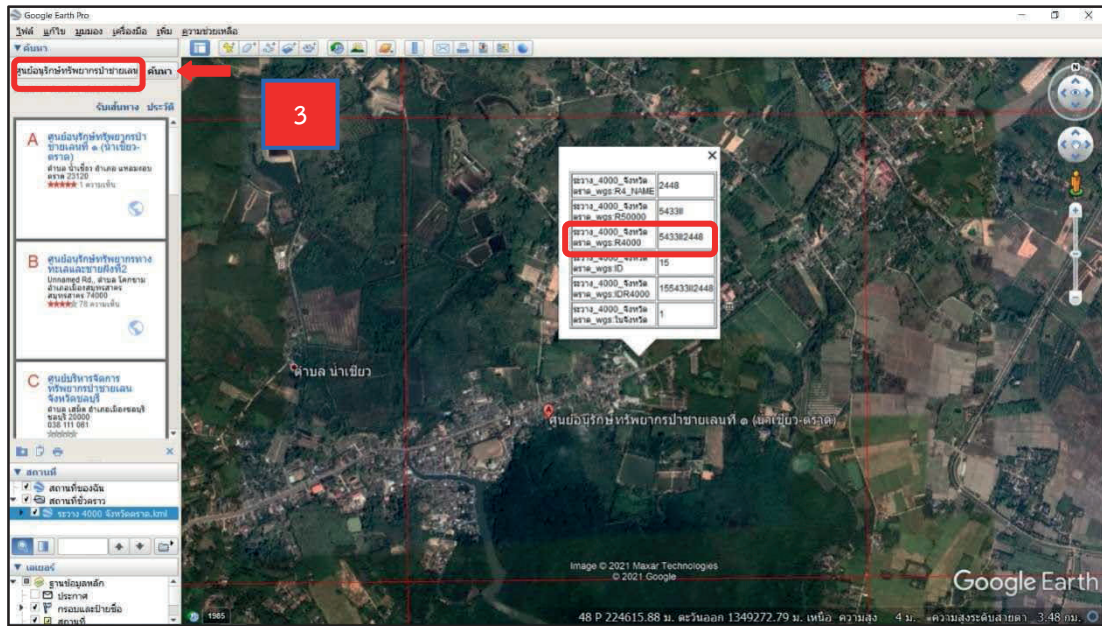 Google Earth Pro
ไฟล์ แก้ไข มุมมอง เครื่องมือ เพิ่ม ความช่วยเหลือ
ค้นหา
ศูนย์อนุรักษ์ทรัพยากรป่าชายเลน ค้นหา
รับเส้นทาง ประวัติ
3
A ศูนย์อนุรักษ์ทรัพยากรป่า
ชายเลนที่ ๑ (น้ำเชี่ยว-
ตราด)
ตำบล น้ำเชี่ยว อำเภอ แหลมงอบ
ตราด 23120
1 ความเห็น
B ศูนย์อนุรักษ์ทรัพยากรทาง
ทะเลและชายฝั่งที่2
Unnamed Rd., ตำบล โคกขาม
อำเภอเมืองสมุทรสาคร
สมุทรสาคร 74000
78 ความเห็น
C ศูนย์บริหารจัดการ
ทรัพยากรป่าชายเลน
จังหวัดชลบุรี
ตำบล เสม็ด อำเภอเมืองชลบุรี
ชลบุรี 20000
038 111 061
สถานที่
สถานที่ของฉัน
สถานที่ชั่วคราว
ระวาง 4000 จังหวัดตราด.kml
เลเยอร์
ฐานข้อมูลหลัก
ประกาศ
กรอบและป้ายชื่อ
สถานที่
ระวาง_4000_จังหวัด
ตราด_wgs:R4_NAME 2448
ระวาง_4000_จังหวัด
ตราด_wgs:R50000 5433II
ระวาง_4000_จังหวัด
ตราด_wgs:R4000 5433II2448
ระวาง_4000_จังหวัด
ตราด_wgs:ID 15
ระวาง_4000_จังหวัด
ตราด_wgs:IDR4000 155433II2448
ระวาง_4000_จังหวัด
ตราด_wgs:ในจังหวัด 1
ตำบล น้ำเชี่ยว
ศูนย์อนุรักษ์ทรัพยากรป่าชายเลนที่ ๑ (น้ำเชี่ยว-ตราด)
N
Image © 2021 Maxar Technologies
© 2021 Google
Google Earth
1985
48 P 224615.88 ม. ตะวันออก 1349272.79 ม. เหนือ ความสูง 4 ม. ความสูงระดับสายตา 3.48 กม.